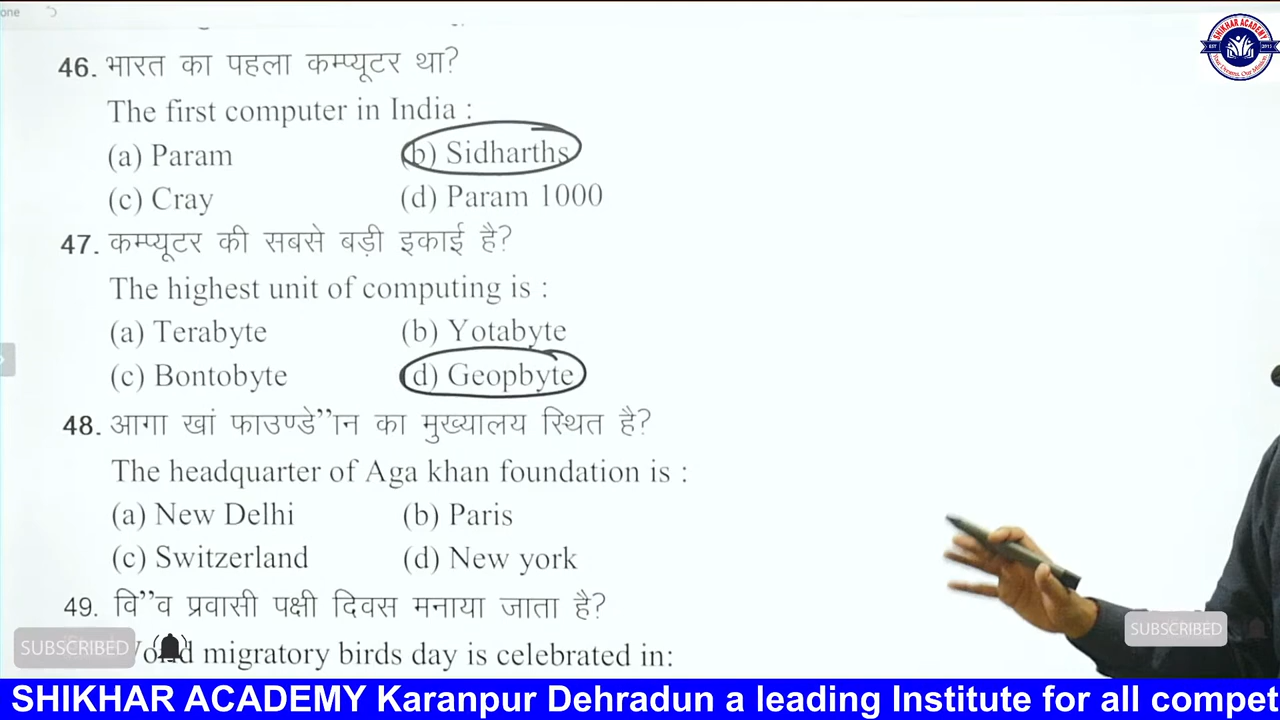 one
46. भारत का पहला कम्प्यूटर था?
The first computer in India :
(a) Param (b) Sidharths
(c) Cray (d) Param 1000
47. कम्प्यूटर की सबसे बड़ी इकाई है?
The highest unit of computing is :
(a) Terabyte (b) Yotabyte
(c) Bontobyte (d) Geopbyte
48. आगा खां फाउण्डे”ान का मुख्यालय स्थित है?
The headquarter of Aga khan foundation is :
(a) New Delhi (b) Paris
(c) Switzerland (d) New york
49. वि”व प्रवासी पक्षी दिवस मनाया जाता है?
migratory birds day is celebrated in:
SUBSCRIBED
SUBSCRIBED
SHIKHAR ACADEMY
SHIKHAR ACADEMY Karanpur Dehradun a leading Institute for all compet